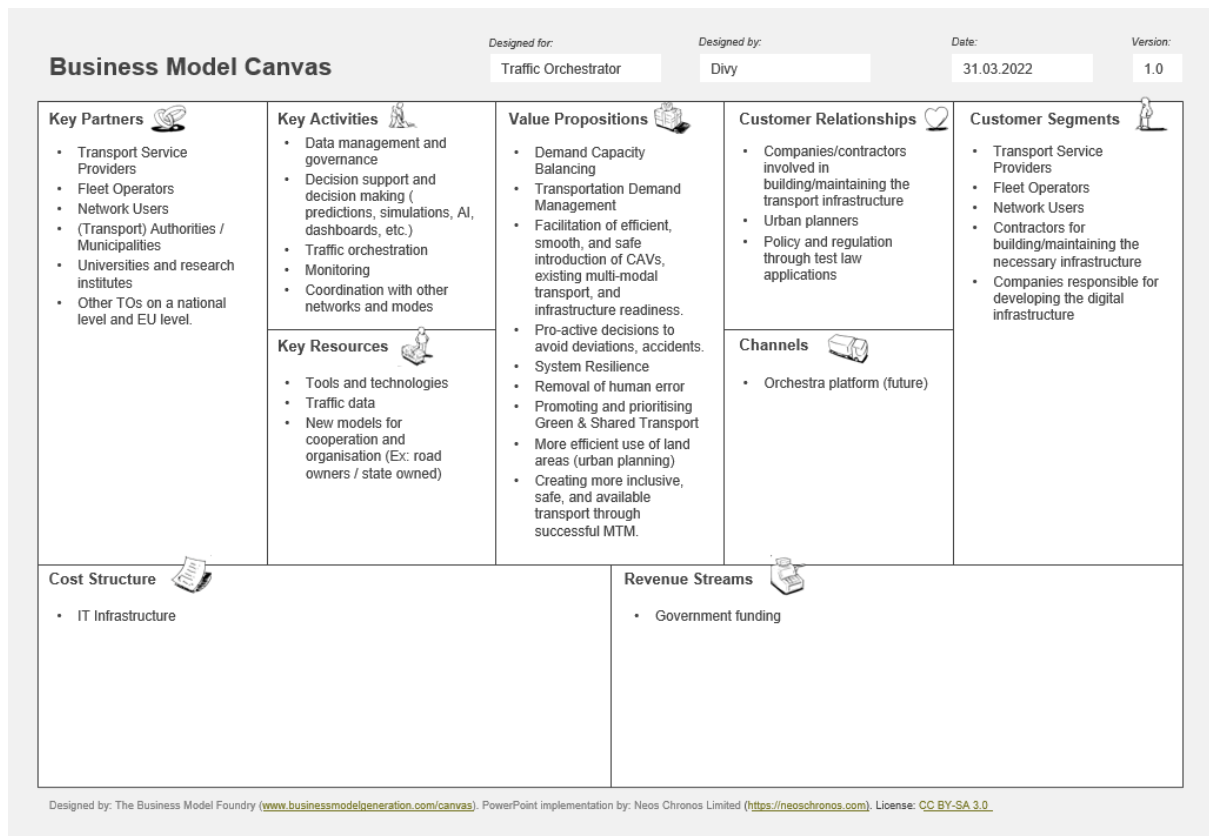 Designed for:
Designed by:
Date:
Version:
Business Model Canvas
Traffic Orchestrator
Divy
31.03.2022
1.0
Key Partners
• Transport Service
Providers
• Fleet Operators
• Network Users
• (Transport) Authorities /
Municipalities
• Universities and research
institutes
• Other TOs on a national
level and EU level.
Key Activities
• Data management and
governance
• Decision support and
decision making (
predictions, simulations, AI,
dashboards, etc.)
• Traffic orchestration
• Monitoring
• Coordination with other
networks and modes
Key Resources
• Tools and technologies
• Traffic data
• New models for
cooperation and
organisation (Ex: road
owners / state owned)
Value Propositions
• Demand Capacity
Balancing
• Transportation Demand
Management
• Facilitation of efficient,
smooth, and safe
introduction of CAVs,
existing multi-modal
transport, and
infrastructure readiness.
• Pro-active decisions to
avoid deviations, accidents.
• System Resilience
• Removal of human error
• Promoting and prioritising
Green & Shared Transport
• More efficient use of land
areas (urban planning)
• Creating more inclusive,
safe, and available
transport through
successful MTM.
Customer Relationships
• Companies/contractors
involved in
building/maintaining the
transport infrastructure
• Urban planners
• Policy and regulation
through test law
applications
Channels
• Orchestra platform (future)
Customer Segments
• Transport Service
Providers
• Fleet Operators
• Network Users
• Contractors for
building/maintaining the
necessary infrastructure
• Companies responsible for
developing the digital
infrastructure
Cost Structure
• IT Infrastructure
Revenue Streams
• Government funding
Designed by: The Business Model Foundry (www.businessmodelgeneration.com/canvas). PowerPoint implementation by: Neos Chronos Limited (https://neoschronos.com). License: CC BY-SA 3.0